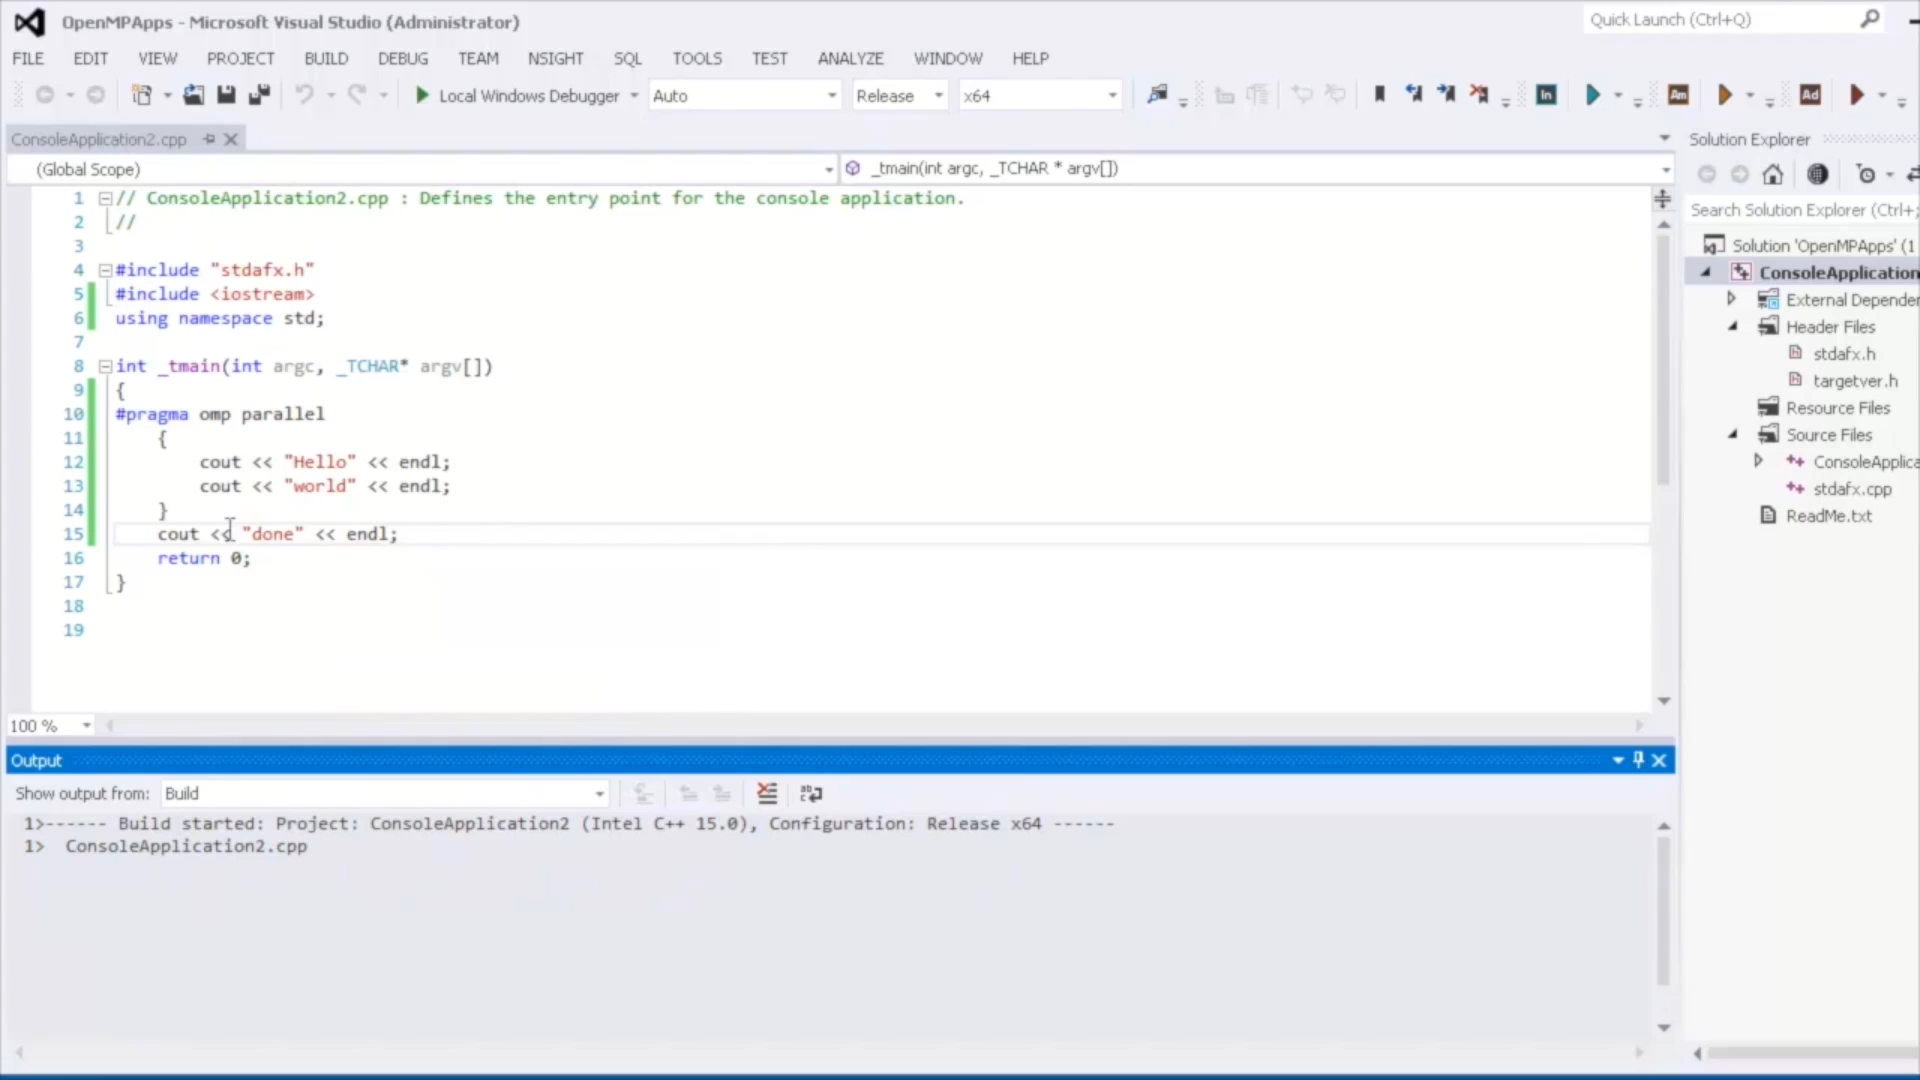 OpenMPApps - Microsoft Visual Studio (Administrator)
Quick Launch (Ctrl+Q)
FILE EDIT VIEW PROJECT BUILD DEBUG TEAM NSIGHT SQL TOOLS TEST ANALYZE WINDOW HELP
Local Windows Debugger Auto Release x64 In Am Ad
ConsoleApplication2.cpp
Solution Explorer
(Global Scope) _tmain(int argc, _TCHAR * argv[])
1 // ConsoleApplication2.cpp : Defines the entry point for the console application.
2 //
3
4 #include "stdafx.h"
5 #include <iostream>
6 using namespace std;
7
8 int _tmain(int argc, _TCHAR* argv[])
9 {
10 #pragma omp parallel
11 {
12 cout << "Hello" << endl;
13 cout << "world" << endl;
14 }
15 cout << "done" << endl;
16 return 0;
17 }
18
19
Search Solution Explorer (Ctrl+;
Solution 'OpenMPApps' (1
ConsoleApplication
External Depender
Header Files
stdafx.h
targetver.h
Resource Files
Source Files
ConsoleApplica
stdafx.cpp
ReadMe.txt
100 %
Output
Show output from: Build
1>------ Build started: Project: ConsoleApplication2 (Intel C++ 15.0), Configuration: Release x64 ------
1> ConsoleApplication2.cpp